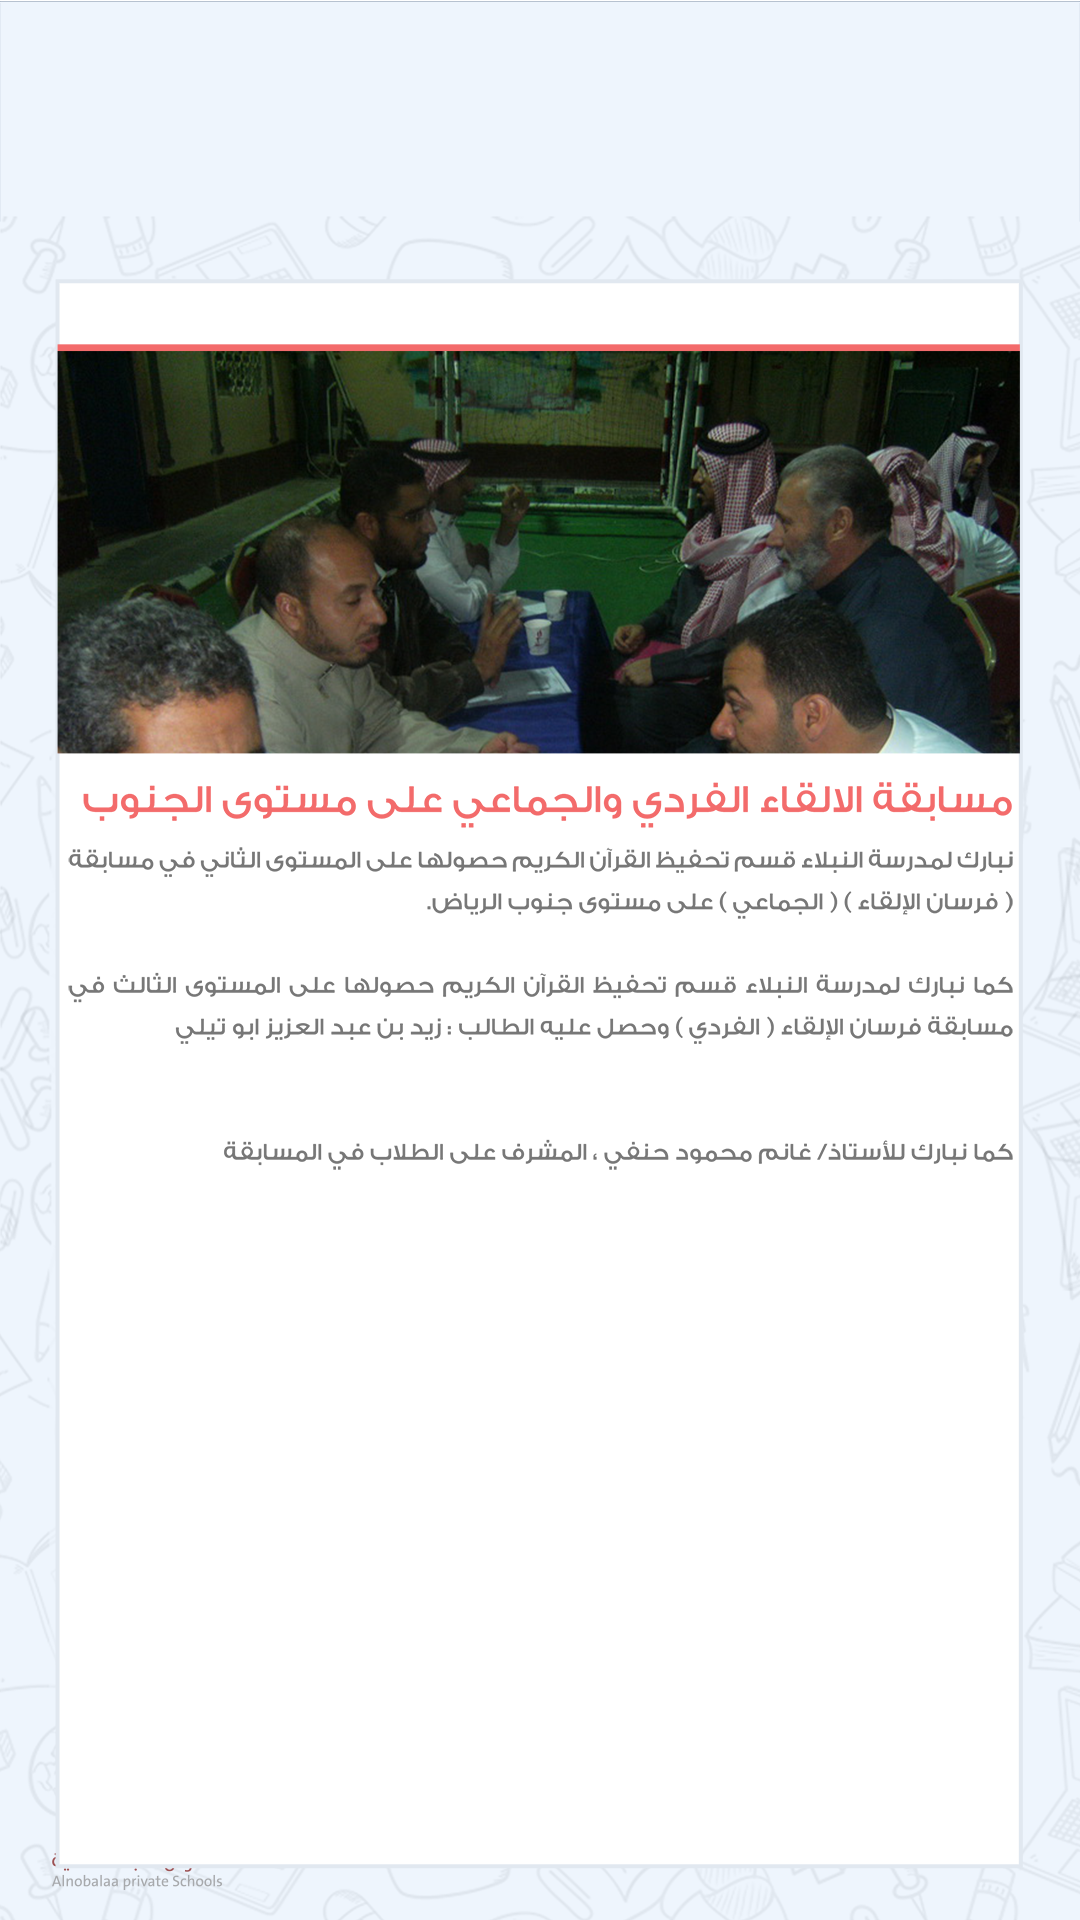 مسابقة الالقاء الفردي والجماعي على مستوى الجنوب
نبارك لمدرسة النبلاء قسم تحفيظ القرآن الكريم حصولها على المستوى الثاني في مسابقة
( فرسان الإلقاء ) ( الجماعي ) على مستوى جنوب الرياض.
كما نبارك لمدرسة النبلاء قسم تحفيظ القرآن الكريم حصولها على المستوى الثالث في
مسابقة فرسان الإلقاء ( الفردي ) وحصل عليه الطالب : زيد بن عبد العزيز ابو تيلي
كما نبارك للأستاذ/ غانم محمود حنفي ، المشرف على الطلاب في المسابقة
Alnobalaa private Schools